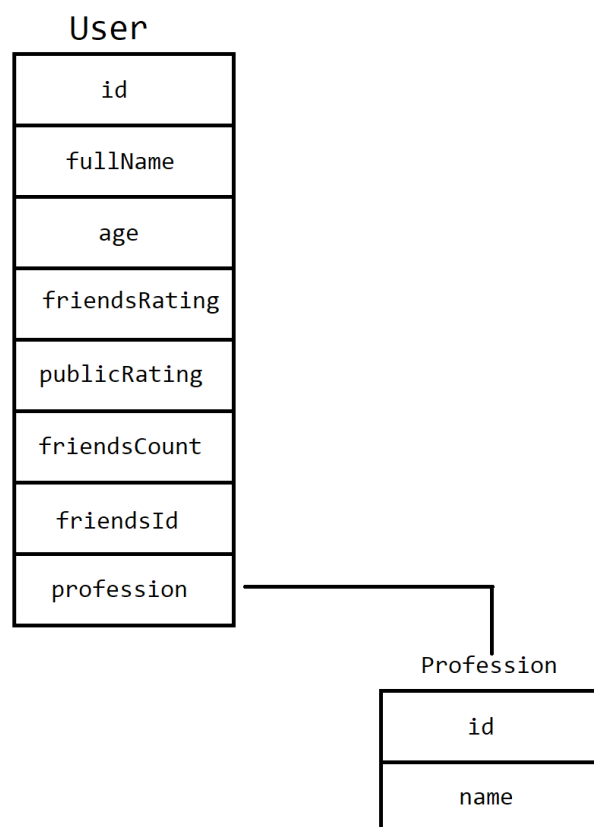 User
id
fullName
age
friendsRating
publicRating
friendsCount
friendsId
profession
Profession
id
name